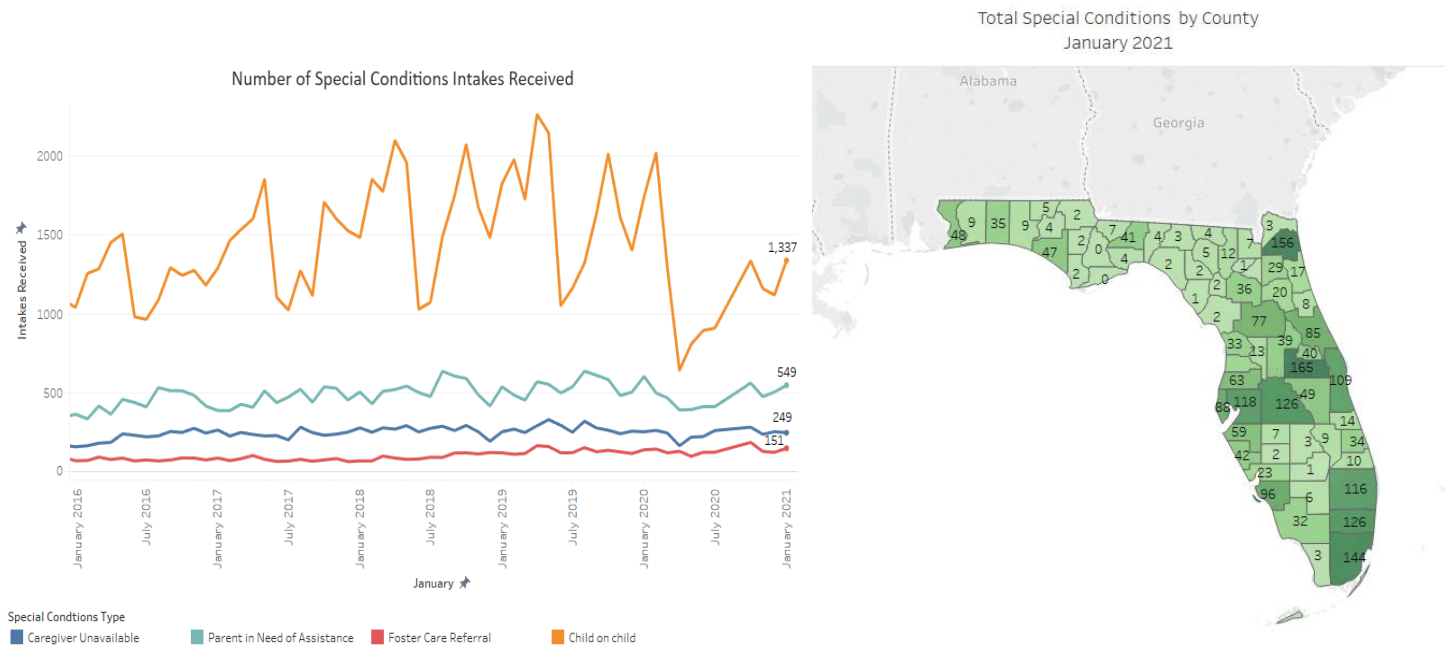 Total Special Conditions by County
January 2021
Number of Special Conditions Intakes Received
Intakes Received
2000
1500
1000
500
0
1,337
549
249
151
January 2016
July 2016
January 2017
July 2017
January 2018
July 2018
January 2019
July 2019
January 2020
July 2020
January 2021
January
Special Condtions Type
Caregiver Unavailable
Parent in Need of Assistance
Foster Care Referral
Child on child
Alabama
Georgia
48 9 35 9 5 2
4
47 2 0 7 41 4 3 4 7 3 156
2 0 4 2 5 12 1 29 17
2 2 36 20 8
1 2 77 85
33 13 39 40
165 109
63 49
88 118 126 14
59 7 3 9 34
42 2 10
23 1 116
96 6
32 126
3 144